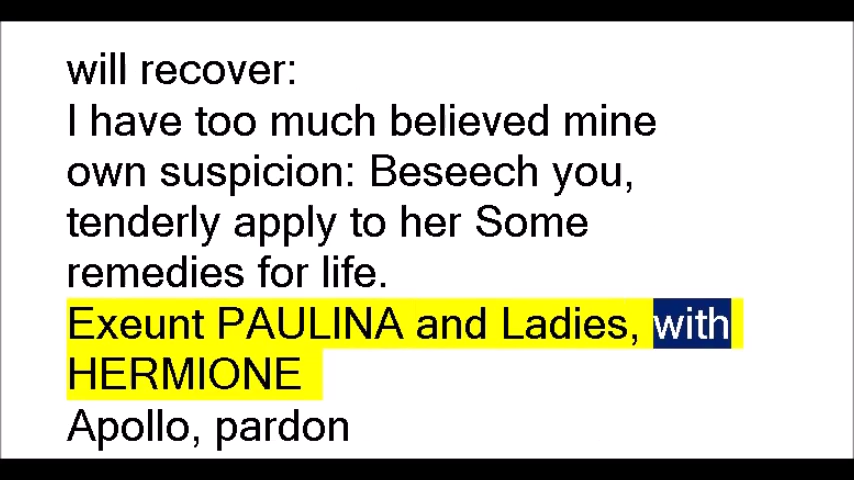 will recover:
I have too much believed mine
own suspicion: Beseech you,
tenderly apply to her Some
remedies for life.
Exeunt PAULINA and Ladies, with
HERMIONE
Apollo, pardon